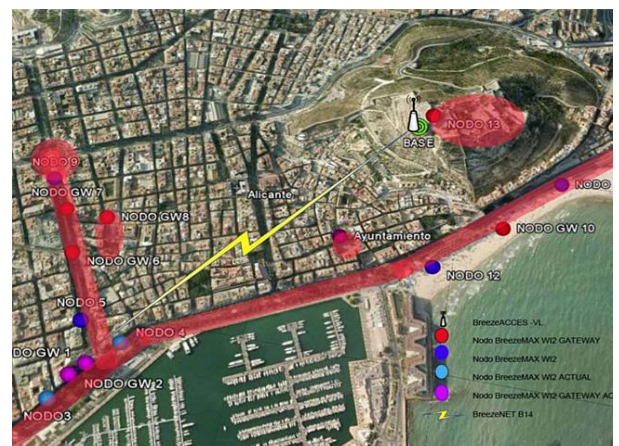 NODO 13
BASE
NODO 9
NODO GW 7
NODO GW8
Alicante
NODO
Ayuntamiento
NODO GW 10
NODO GW 6
NODO 12
NODO 5
NODO 4
DO GW 1
NODO GW 2
NODO3
BreezeACCES -VL
Nodo BreezeMAX WI2 GATEWAY
Nodo BreezeMAX WI2
Nodo BreezeMAX WI2 ACTUAL
Nodo BreezeMAX WI2 GATEWAY AC
BreezeNET B14